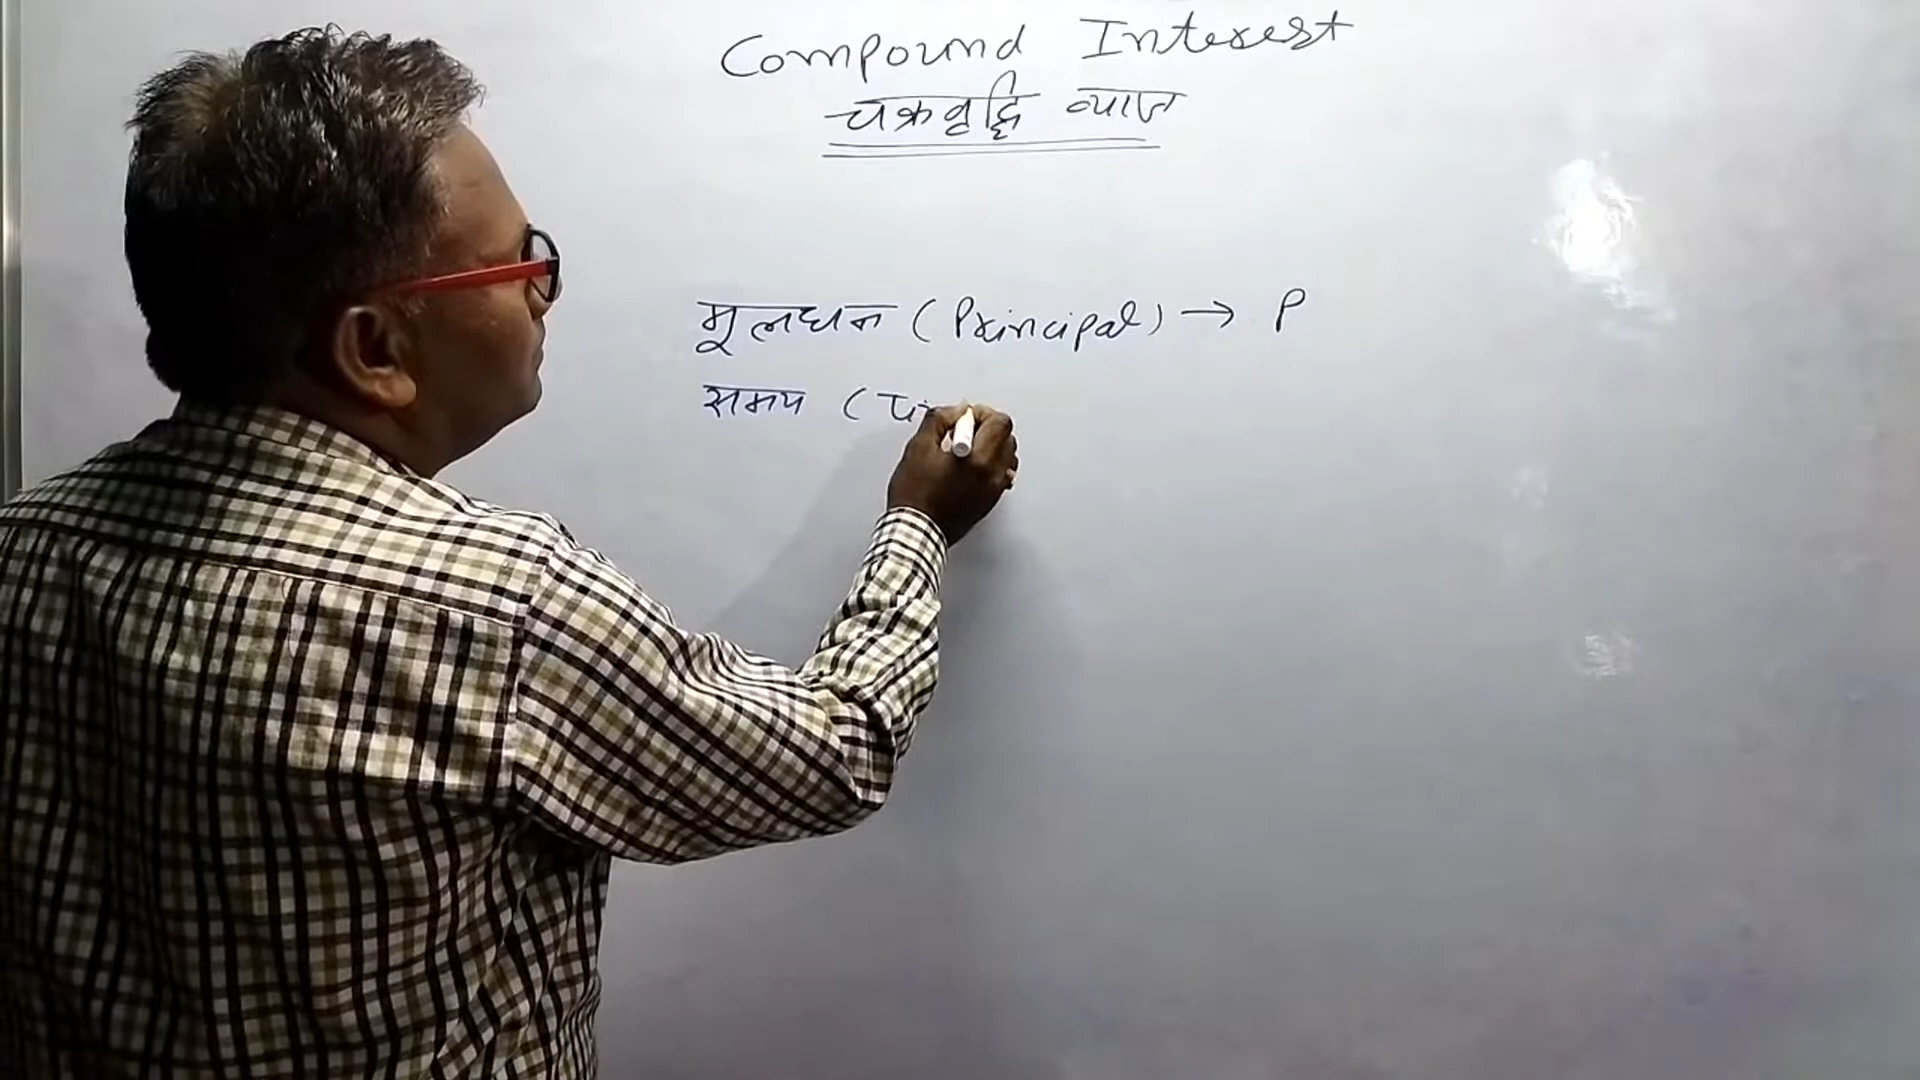 Compound Interest
चक्रवृद्धि व्याज
मूलधन (Principal) → P
समय (Ti